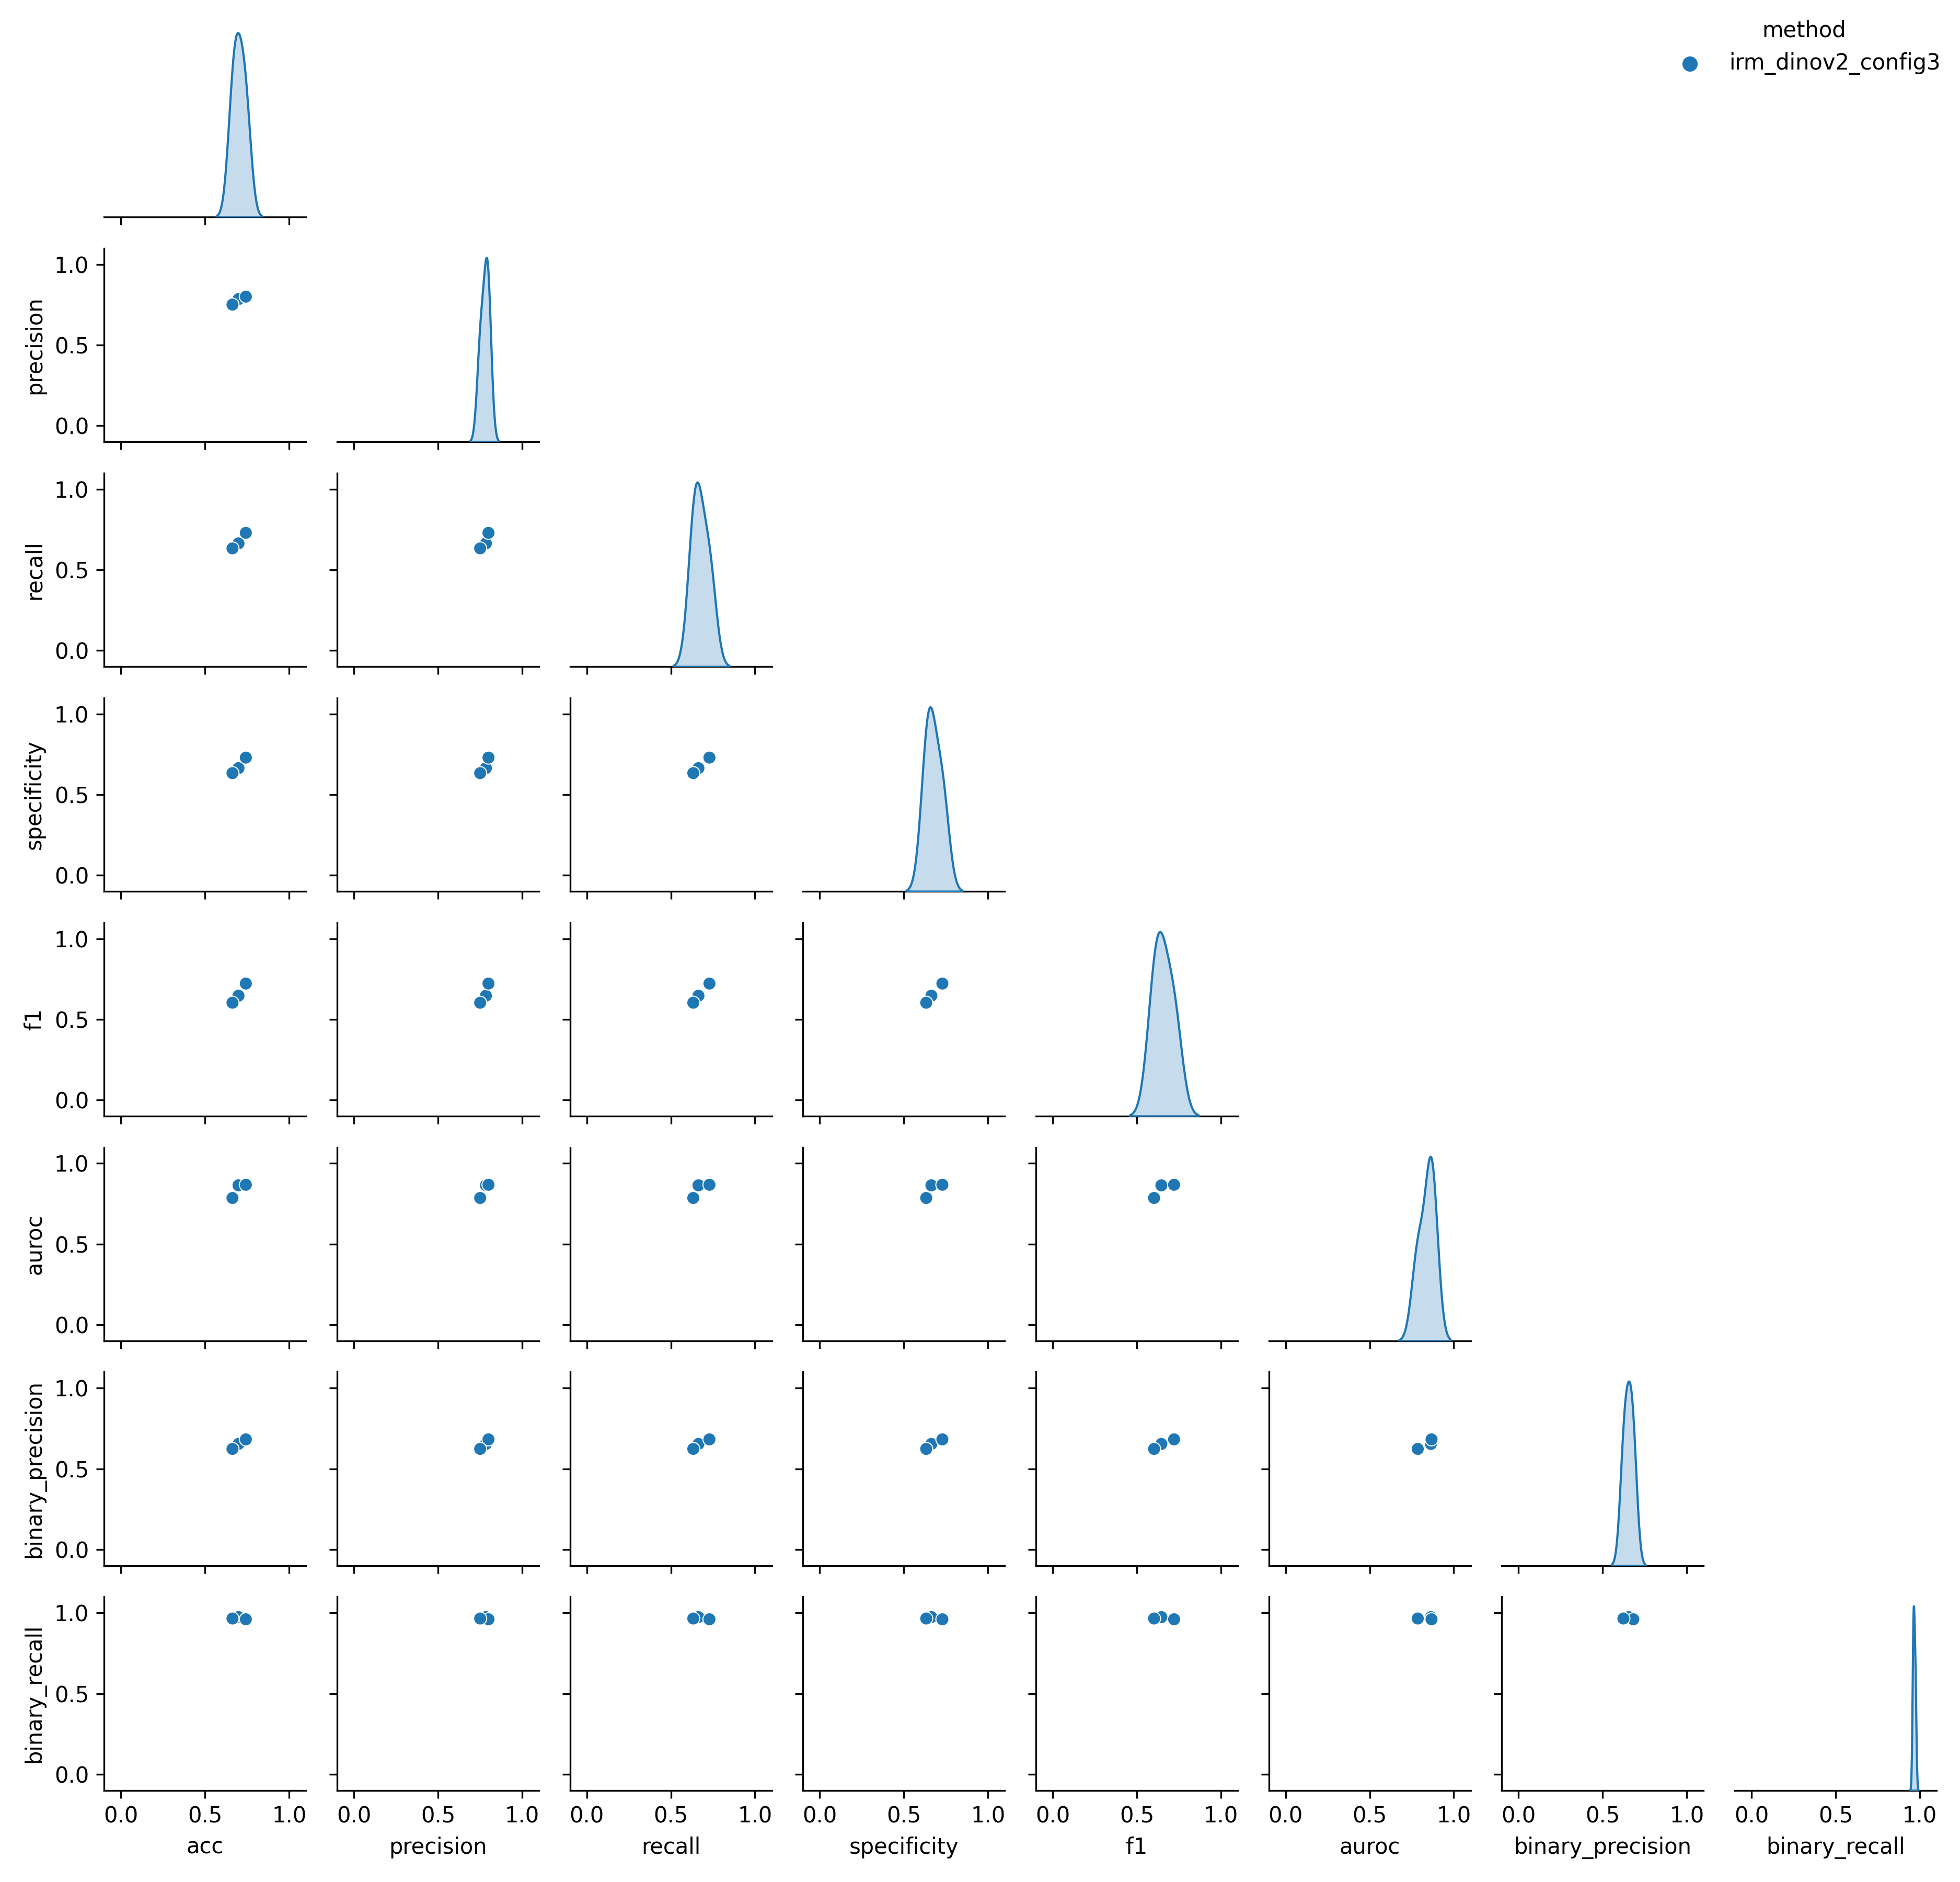 method
irm_dinov2_config3
1.0
precision
0.5
0.0
1.0
recall
0.5
0.0
1.0
specificity
0.5
0.0
1.0
f1
0.5
0.0
1.0
auroc
0.5
0.0
1.0
binary_precision
0.5
0.0
1.0
binary_recall
0.5
0.0
0.0 0.5 1.0 0.0 0.5 1.0 0.0 0.5 1.0 0.0 0.5 1.0 0.0 0.5 1.0 0.0 0.5 1.0 0.0 0.5 1.0 0.0 0.5 1.0
acc precision recall specificity f1 auroc binary_precision binary_recall